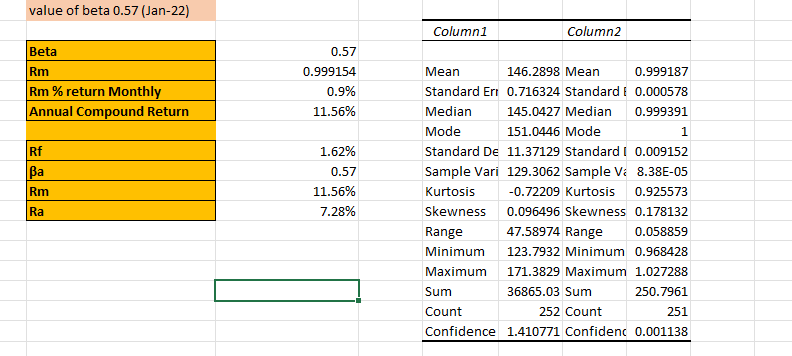 value of beta 0.57 (Jan-22)
Column1 Column2
Beta 0.57
Rm 0.999154 Mean 146.2898 Mean 0.999187
Rm % return Monthly 0.9% Standard Err 0.716324 Standard E 0.000578
Annual Compound Return 11.56% Median 145.0427 Median 0.999391
Mode 151.0446 Mode 1
Rf 1.62% Standard De 11.37129 Standard D 0.009152
βa 0.57 Sample Vari 129.3062 Sample Va 8.38E-05
Rm 11.56% Kurtosis -0.72209 Kurtosis 0.925573
Ra 7.28% Skewness 0.096496 Skewness 0.178132
Range 47.58974 Range 0.058859
Minimum 123.7932 Minimum 0.968428
Maximum 171.3829 Maximum 1.027288
Sum 36865.03 Sum 250.7961
Count 252 Count 251
Confidence 1.410771 Confidenc 0.001138